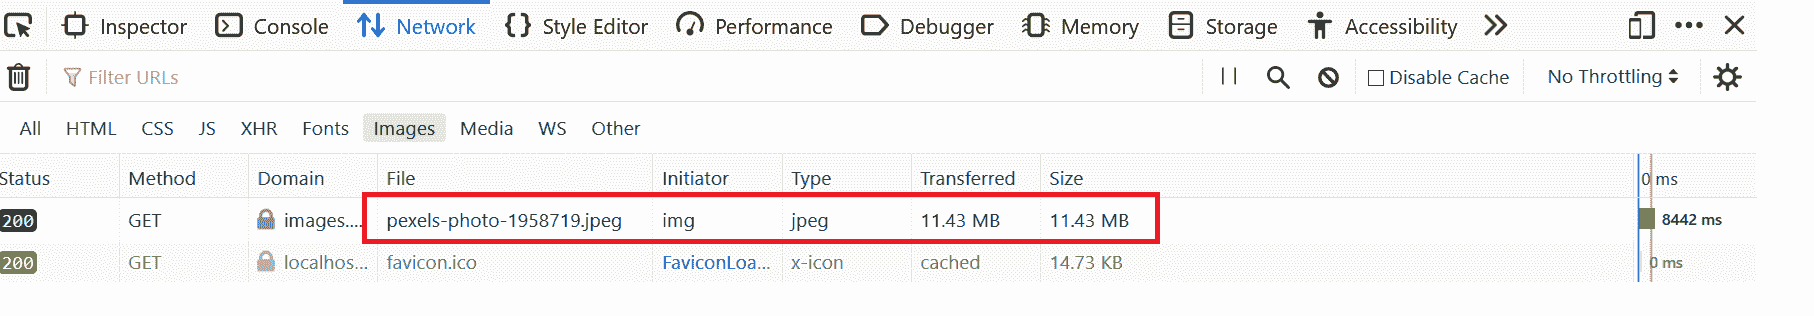 Inspector Console Network Style Editor Performance Debugger Memory Storage Accessibility
Filter URLs Disable Cache No Throttling
All HTML CSS JS XHR Fonts Images Media WS Other
Status Method Domain File Initiator Type Transferred Size 0 ms
200 GET images.... pexels-photo-1958719.jpeg img jpeg 11.43 MB 11.43 MB 8442 ms
200 GET localhos... favicon.ico FaviconLoa... x-icon cached 14.73 KB 0 ms